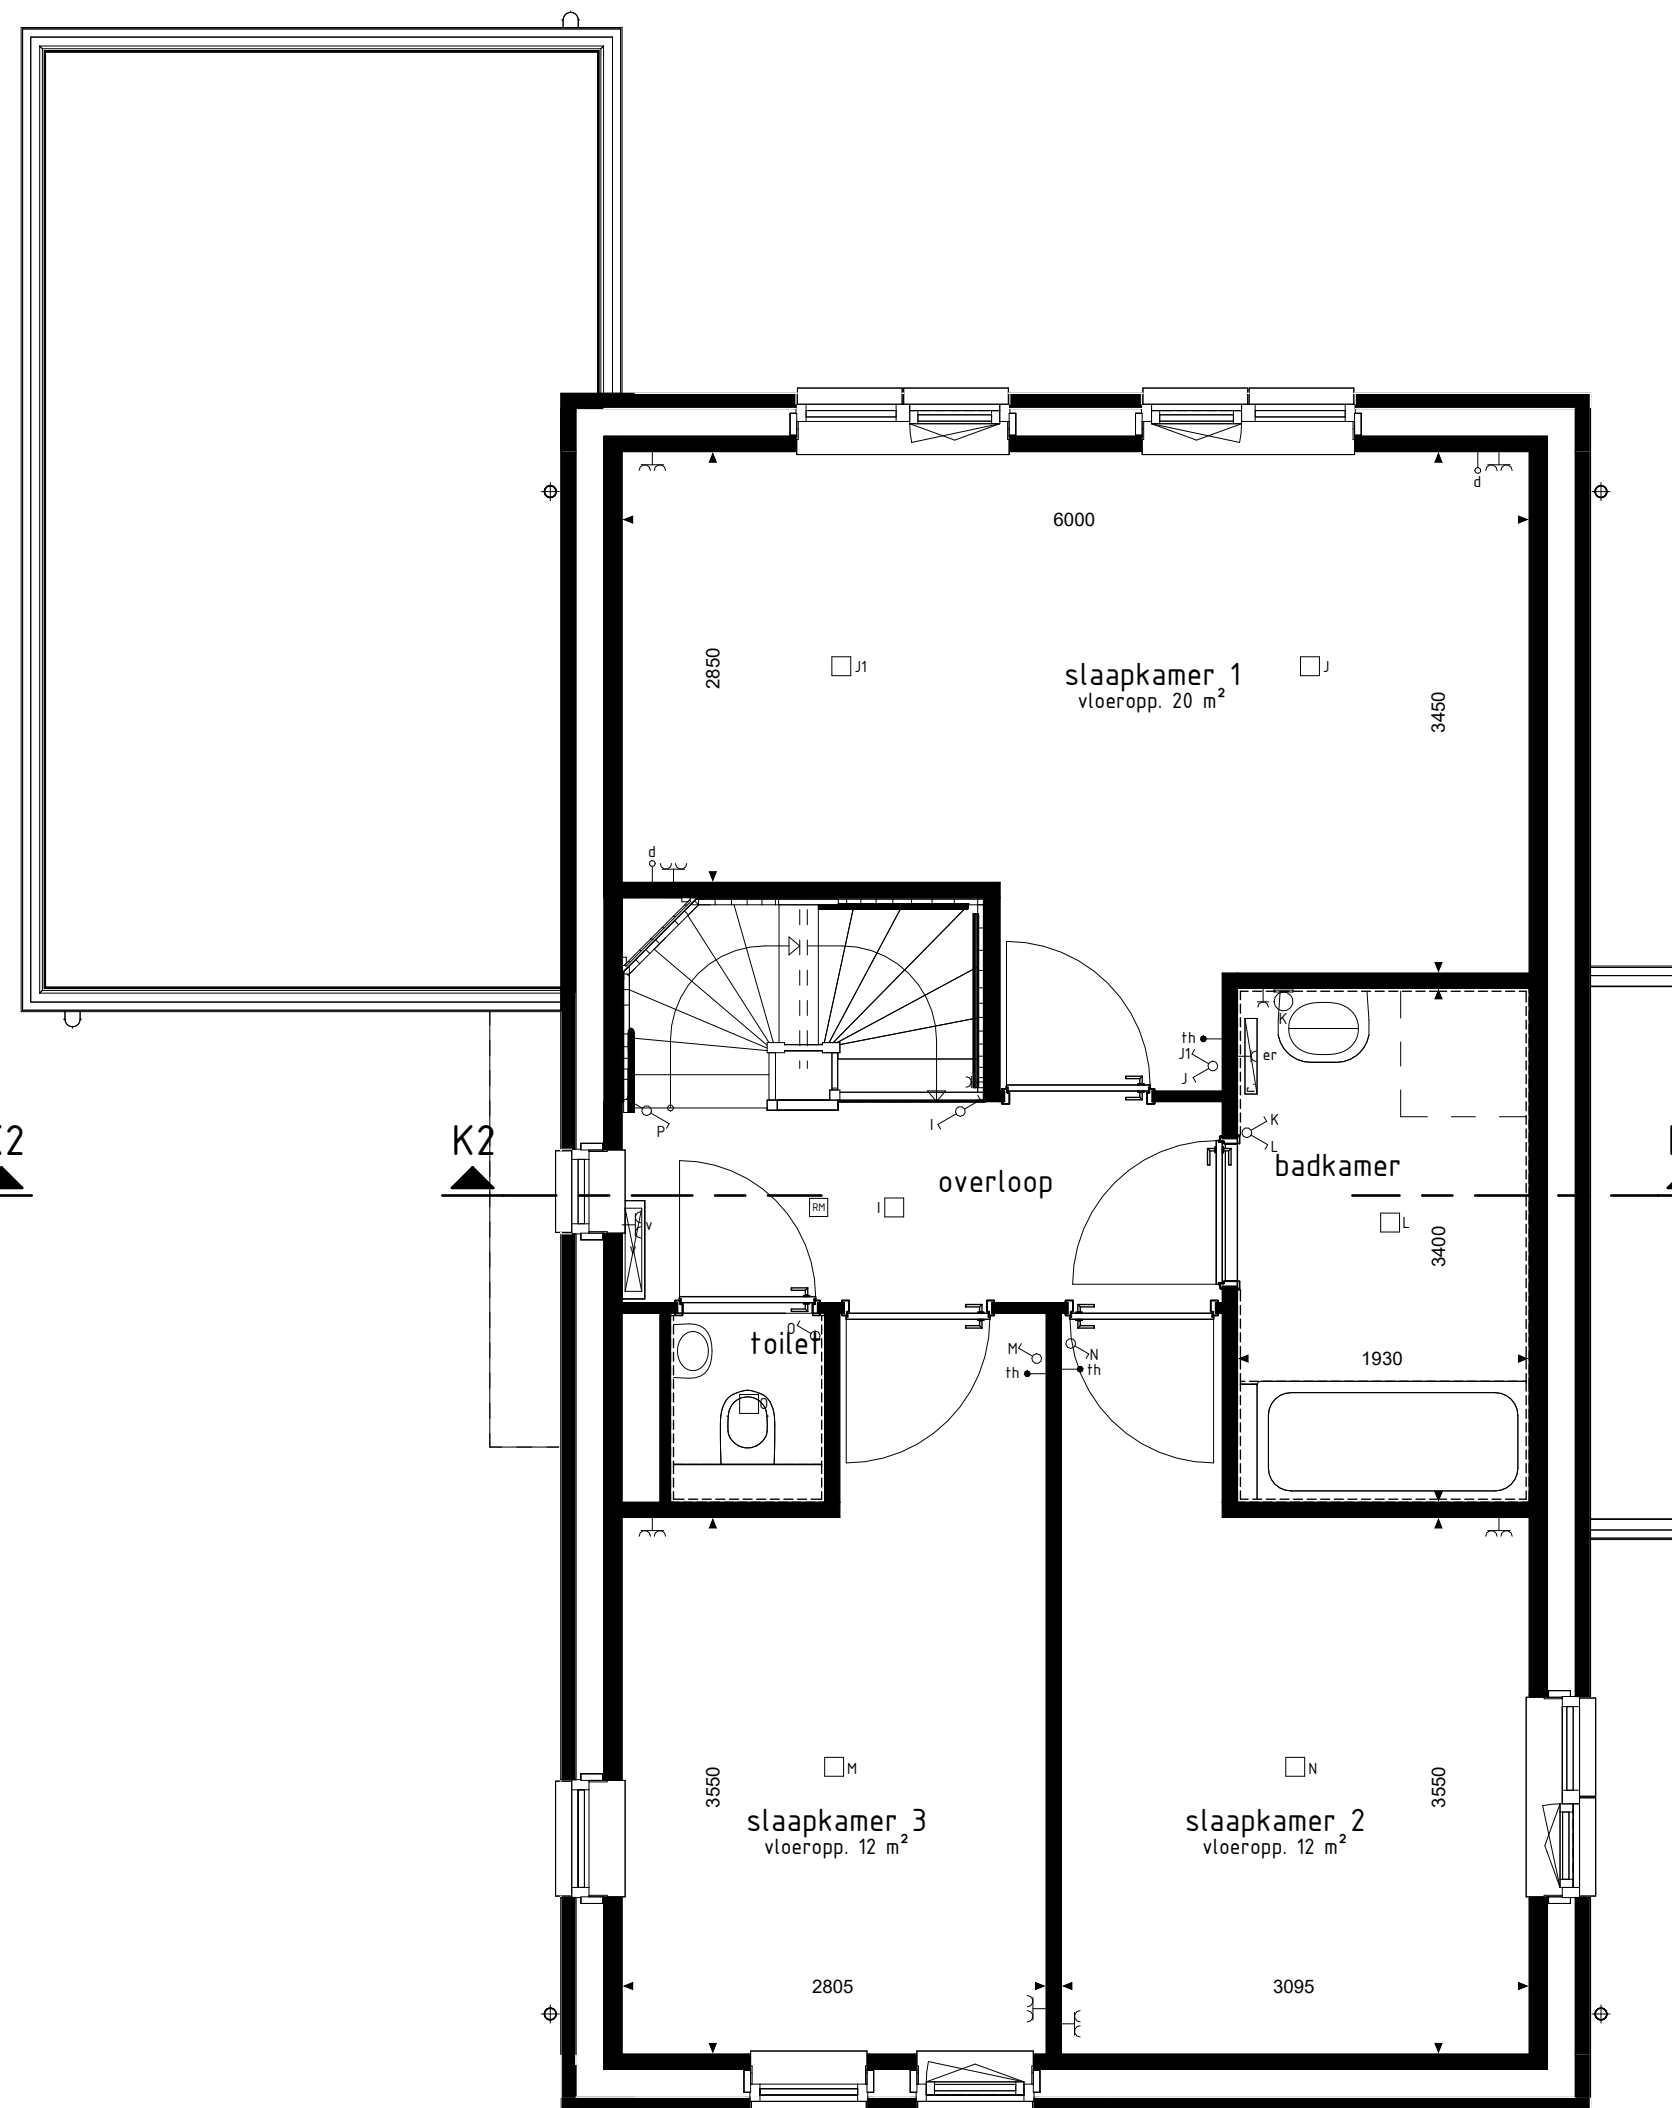 6000
2850
J1
slaapkamer 1
vloeropp. 20 m²
J
3450
d
d
K
th
J1
J
er
K
L
badkamer
P
I
K2
K2
overloop
RM
I
v
L
3400
toilet
O
M
th
N
th
1930
O
M
N
3550
slaapkamer 3
vloeropp. 12 m²
slaapkamer 2
vloeropp. 12 m²
3550
2805
3095